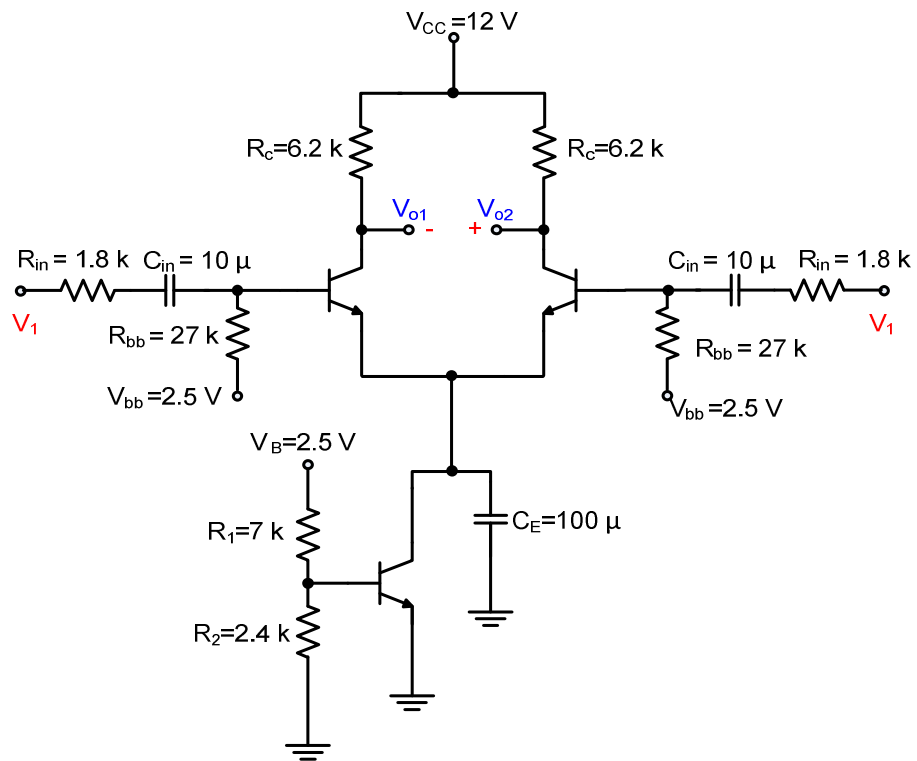 V_CC=12 V
R_c=6.2 k
R_c=6.2 k
V_o1
V_o2
-
+
R_in = 1.8 k
C_in = 10 µ
C_in = 10 µ
R_in = 1.8 k
V_1
V_1
R_bb = 27 k
R_bb = 27 k
V_bb =2.5 V
V_bb =2.5 V
V_B=2.5 V
R_1=7 k
C_E=100 µ
R_2=2.4 k